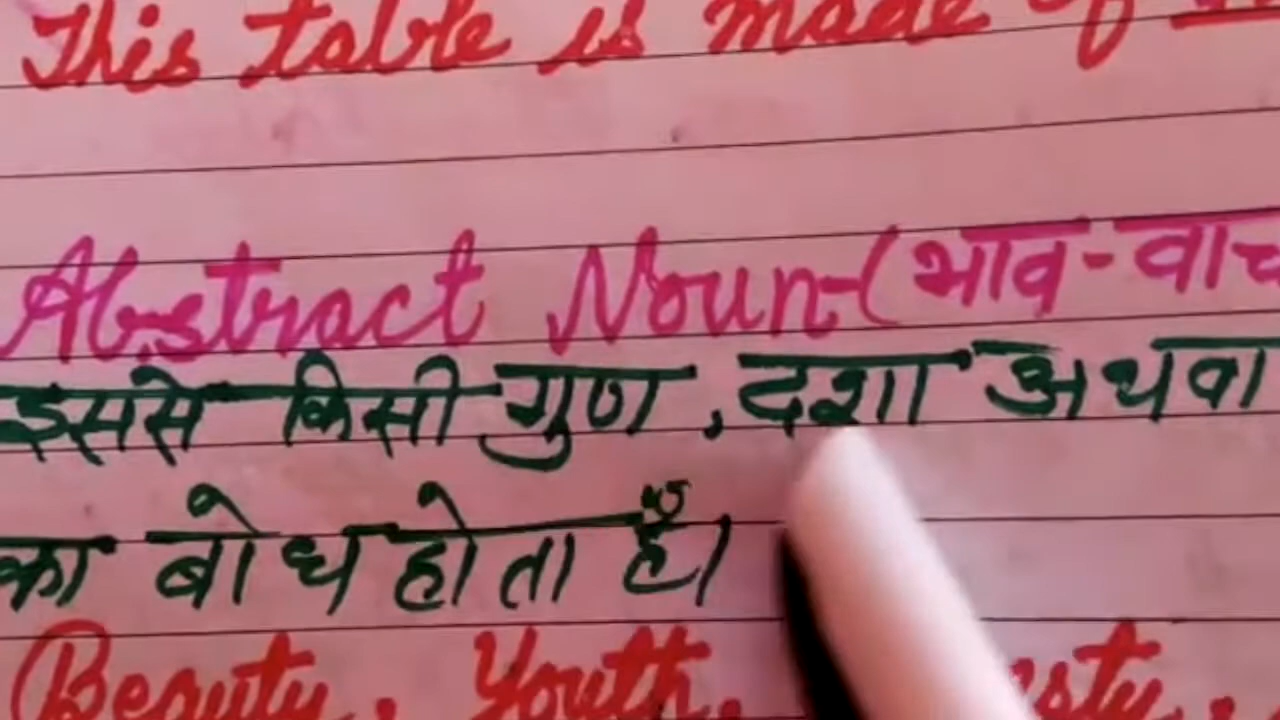 This table is made of
Abstract Noun-(भाव-वाच
इससे किसी गुण, दशा अथवा
का बोध होता हैं।
Beauty, Youth,